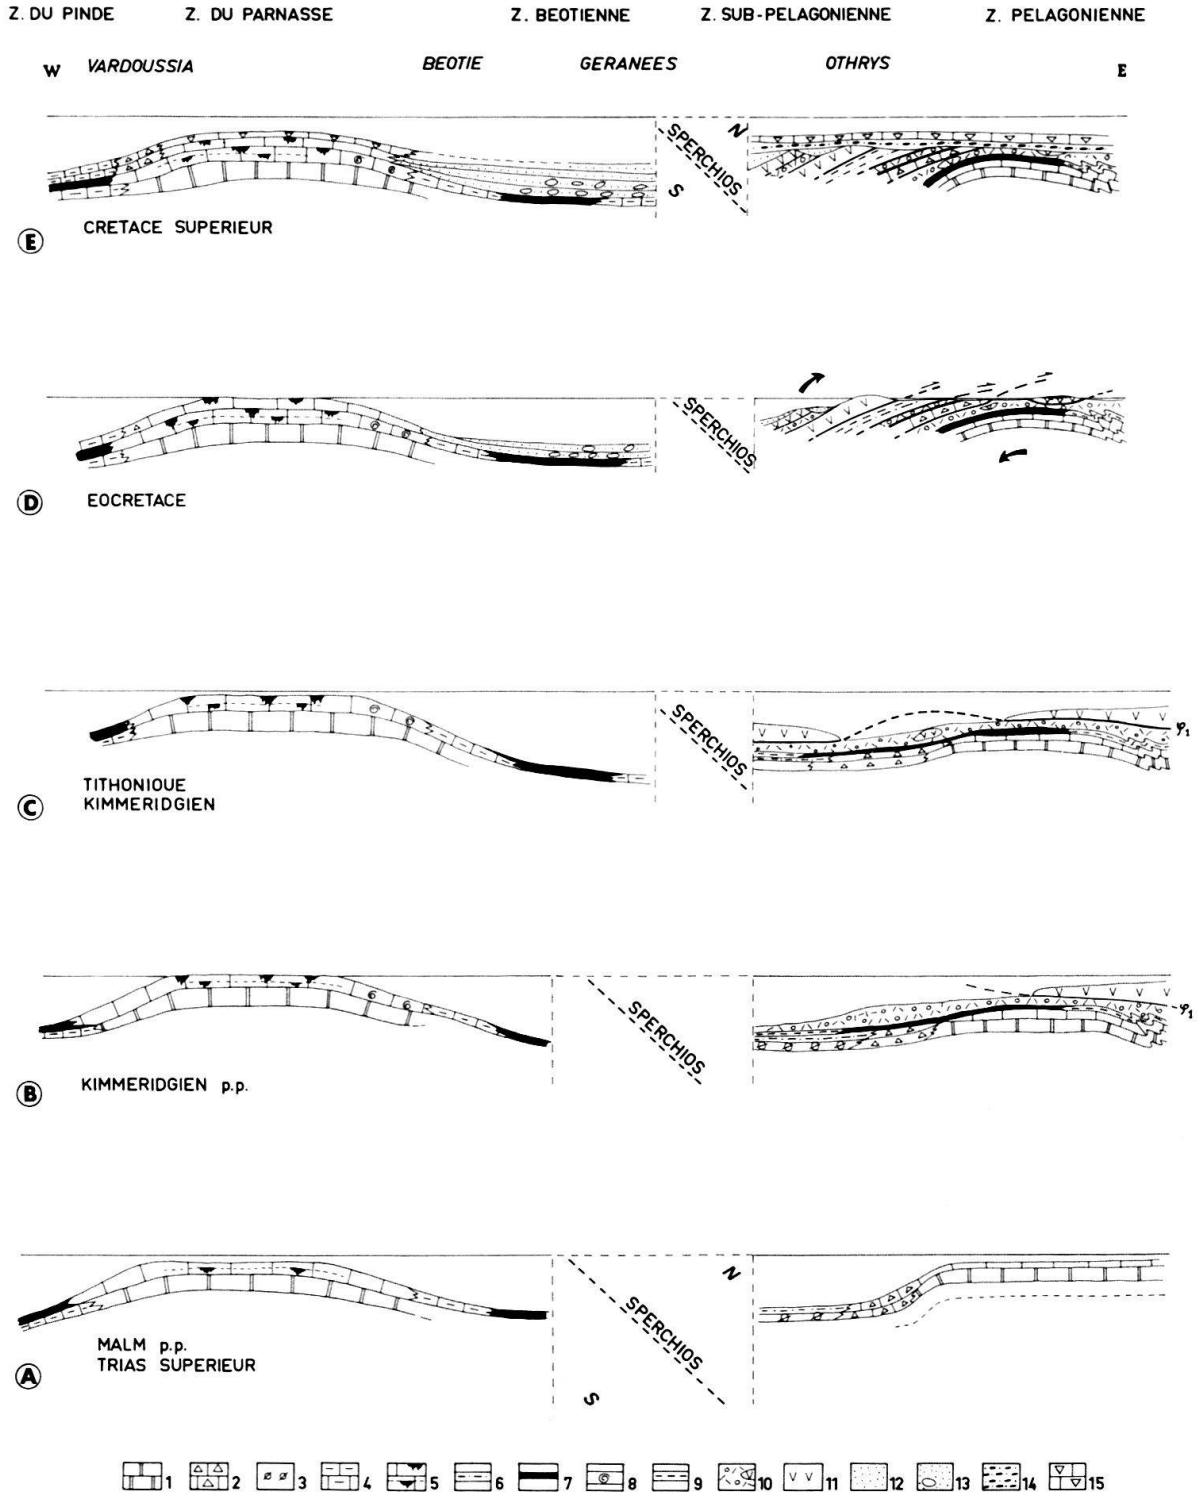 Z. DU PINDE Z. DU PARNASSE Z. BEOTIENNE Z. SUB-PELAGONIENNE Z. PELAGONIENNE
W VARDOUSSIA BEOTIE GERANEES OTHRYS E
SPERCHIOS
N
S
E CRETACE SUPERIEUR
SPERCHIOS
D EOCRETACE
SPERCHIOS
φ1
C TITHONIQUE
KIMMERIDGIEN
SPERCHIOS
φ1
B KIMMERIDGIEN p.p.
N
SPERCHIOS
S
MALM p.p.
A TRIAS SUPERIEUR
1 2 3 4 5 6 7 8 9 10 11 12 13 14 15